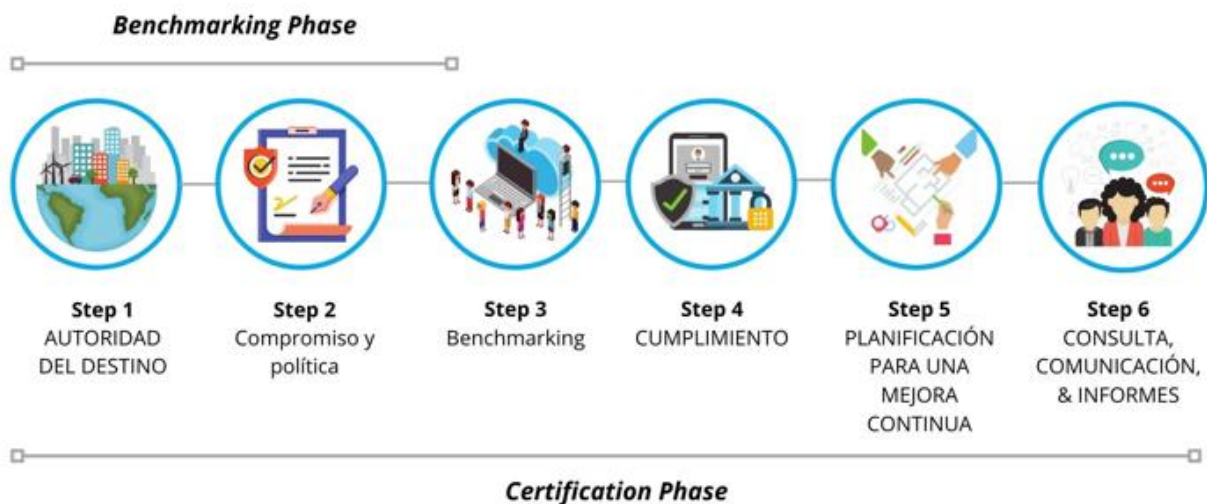 Benchmarking Phase
Step 1
AUTORIDAD
DEL DESTINO
Step 2
Compromiso y
política
Step 3
Benchmarking
Step 4
CUMPLIMIENTO
Step 5
PLANIFICACIÓN
PARA UNA
MEJORA
CONTINUA
Step 6
CONSULTA,
COMUNICACIÓN,
& INFORMES
Certification Phase